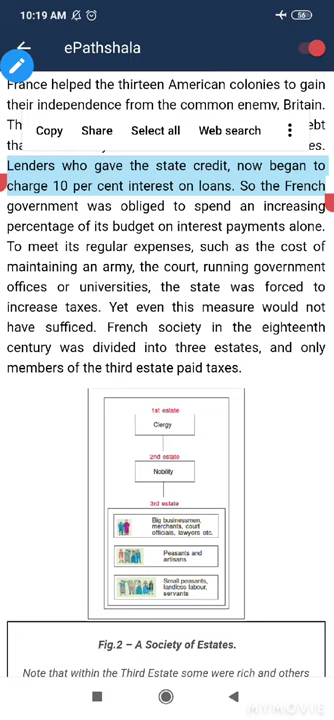 10:19 AM
56
ePathshala
France helped the thirteen American colonies to gain
their independence from the common enemy, Britain.
Th
ebt
Copy Share Select all Web search
tha
es.
Lenders who gave the state credit, now began to
charge 10 per cent interest on loans. So the French
government was obliged to spend an increasing
percentage of its budget on interest payments alone.
To meet its regular expenses, such as the cost of
maintaining an army, the court, running government
offices or universities, the state was forced to
increase taxes. Yet even this measure would not
have sufficed. French society in the eighteenth
century was divided into three estates, and only
members of the third estate paid taxes.
1st estate
Clergy
2nd estate
Nobility
3rd estate
Big businessmen,
merchants, court
officials, lawyers etc.
Peasants and
artisans
Small peasants,
landless labour,
servants
Fig.2 – A Society of Estates.
Note that within the Third Estate some were rich and others
MTMOVIE